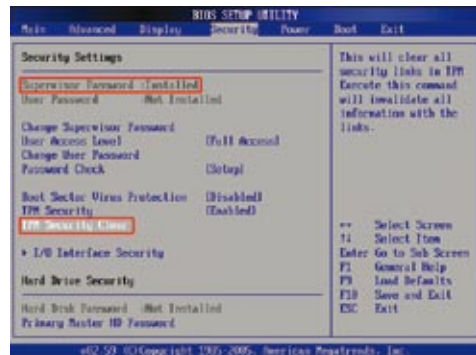 BIOS SETUP UTILITY
Main Advanced Display Security Power Boot Exit
Security Settings
Supervisor Password :Installed
User Password :Not Installed
Change Supervisor Password
User Access Level [Full Access]
Change User Password
Password Check [Setup]
Boot Sector Virus Protection [Disabled]
TPM Security [Enabled]
TPM Security Clear
▶ I/O Interface Security
Hard Drive Security
Hard Disk Password :Not Installed
Primary Master HD Password
This will clear all
security links in TPM
Execute this command
will invalidate all
information with the
links.
↔ Select Screen
↑↓ Select Item
Enter Go to Sub Screen
F1 General Help
F9 Load Defaults
F10 Save and Exit
ESC Exit
v02.59 (C)Copyright 1985-2005, American Megatrends, Inc.